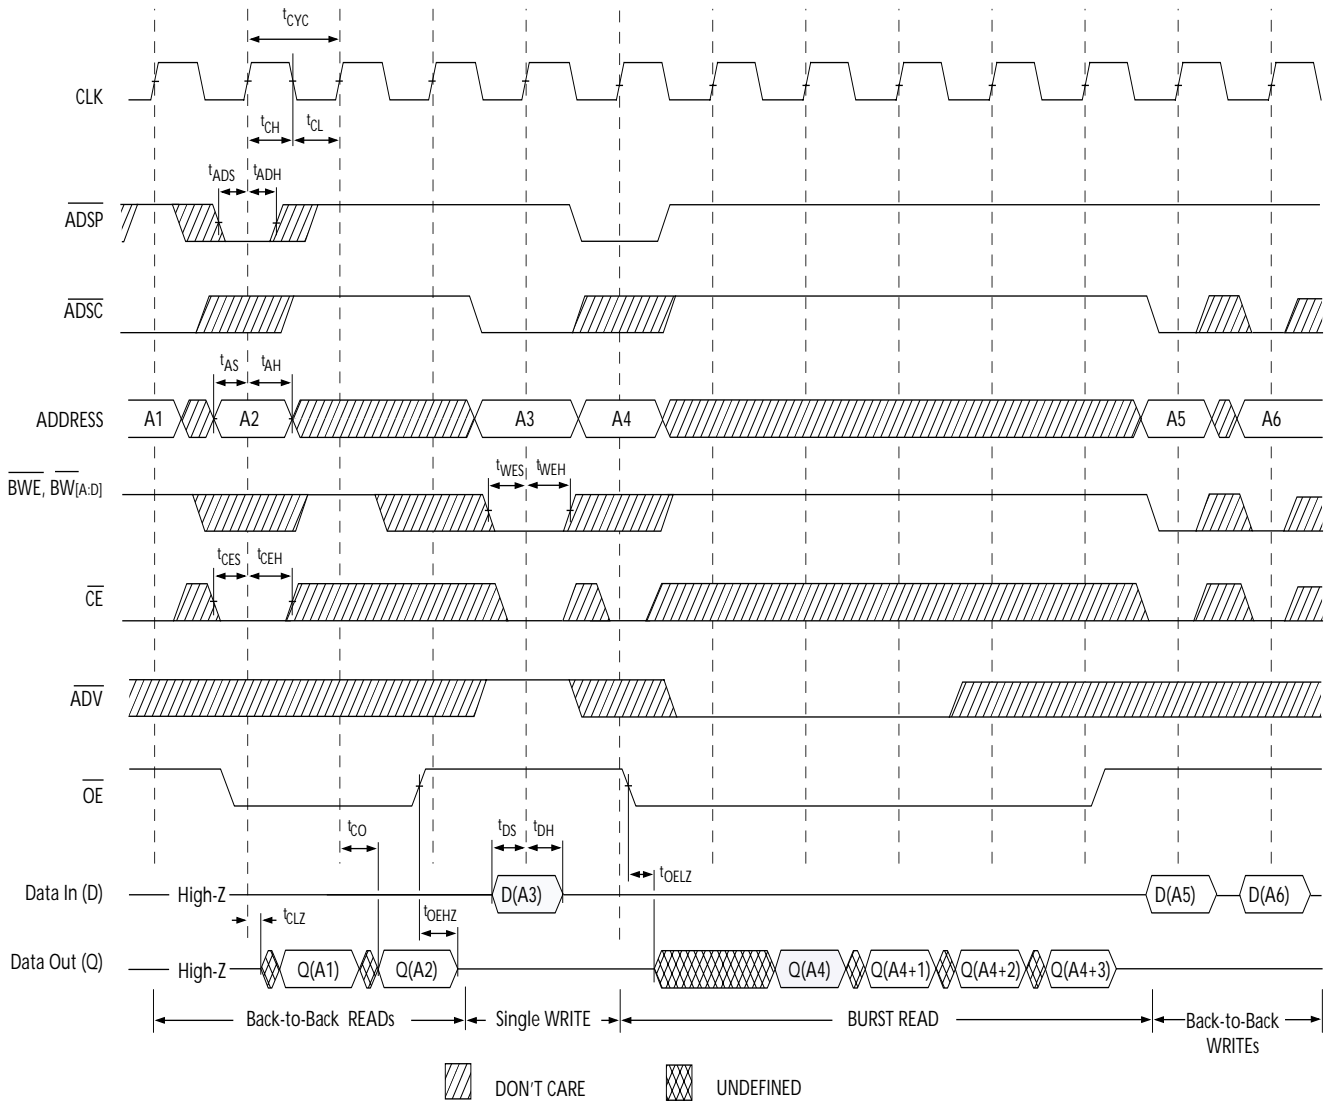 tCYC
CLK
tCH tCL
tADS tADH
ADSP
ADSC
tAS tAH
ADDRESS A1 A2 A3 A4 A5 A6
tWES tWEH
BWE, BW[A:D]
tCES tCEH
CE
ADV
OE
tCO tDS tDH
tOELZ
Data In (D) High-Z D(A3) D(A5) D(A6)
tCLZ tOEHZ
Data Out (Q) High-Z Q(A1) Q(A2) Q(A4) Q(A4+1) Q(A4+2) Q(A4+3)
Back-to-Back READs Single WRITE BURST READ Back-to-Back
WRITEs
DON'T CARE UNDEFINED